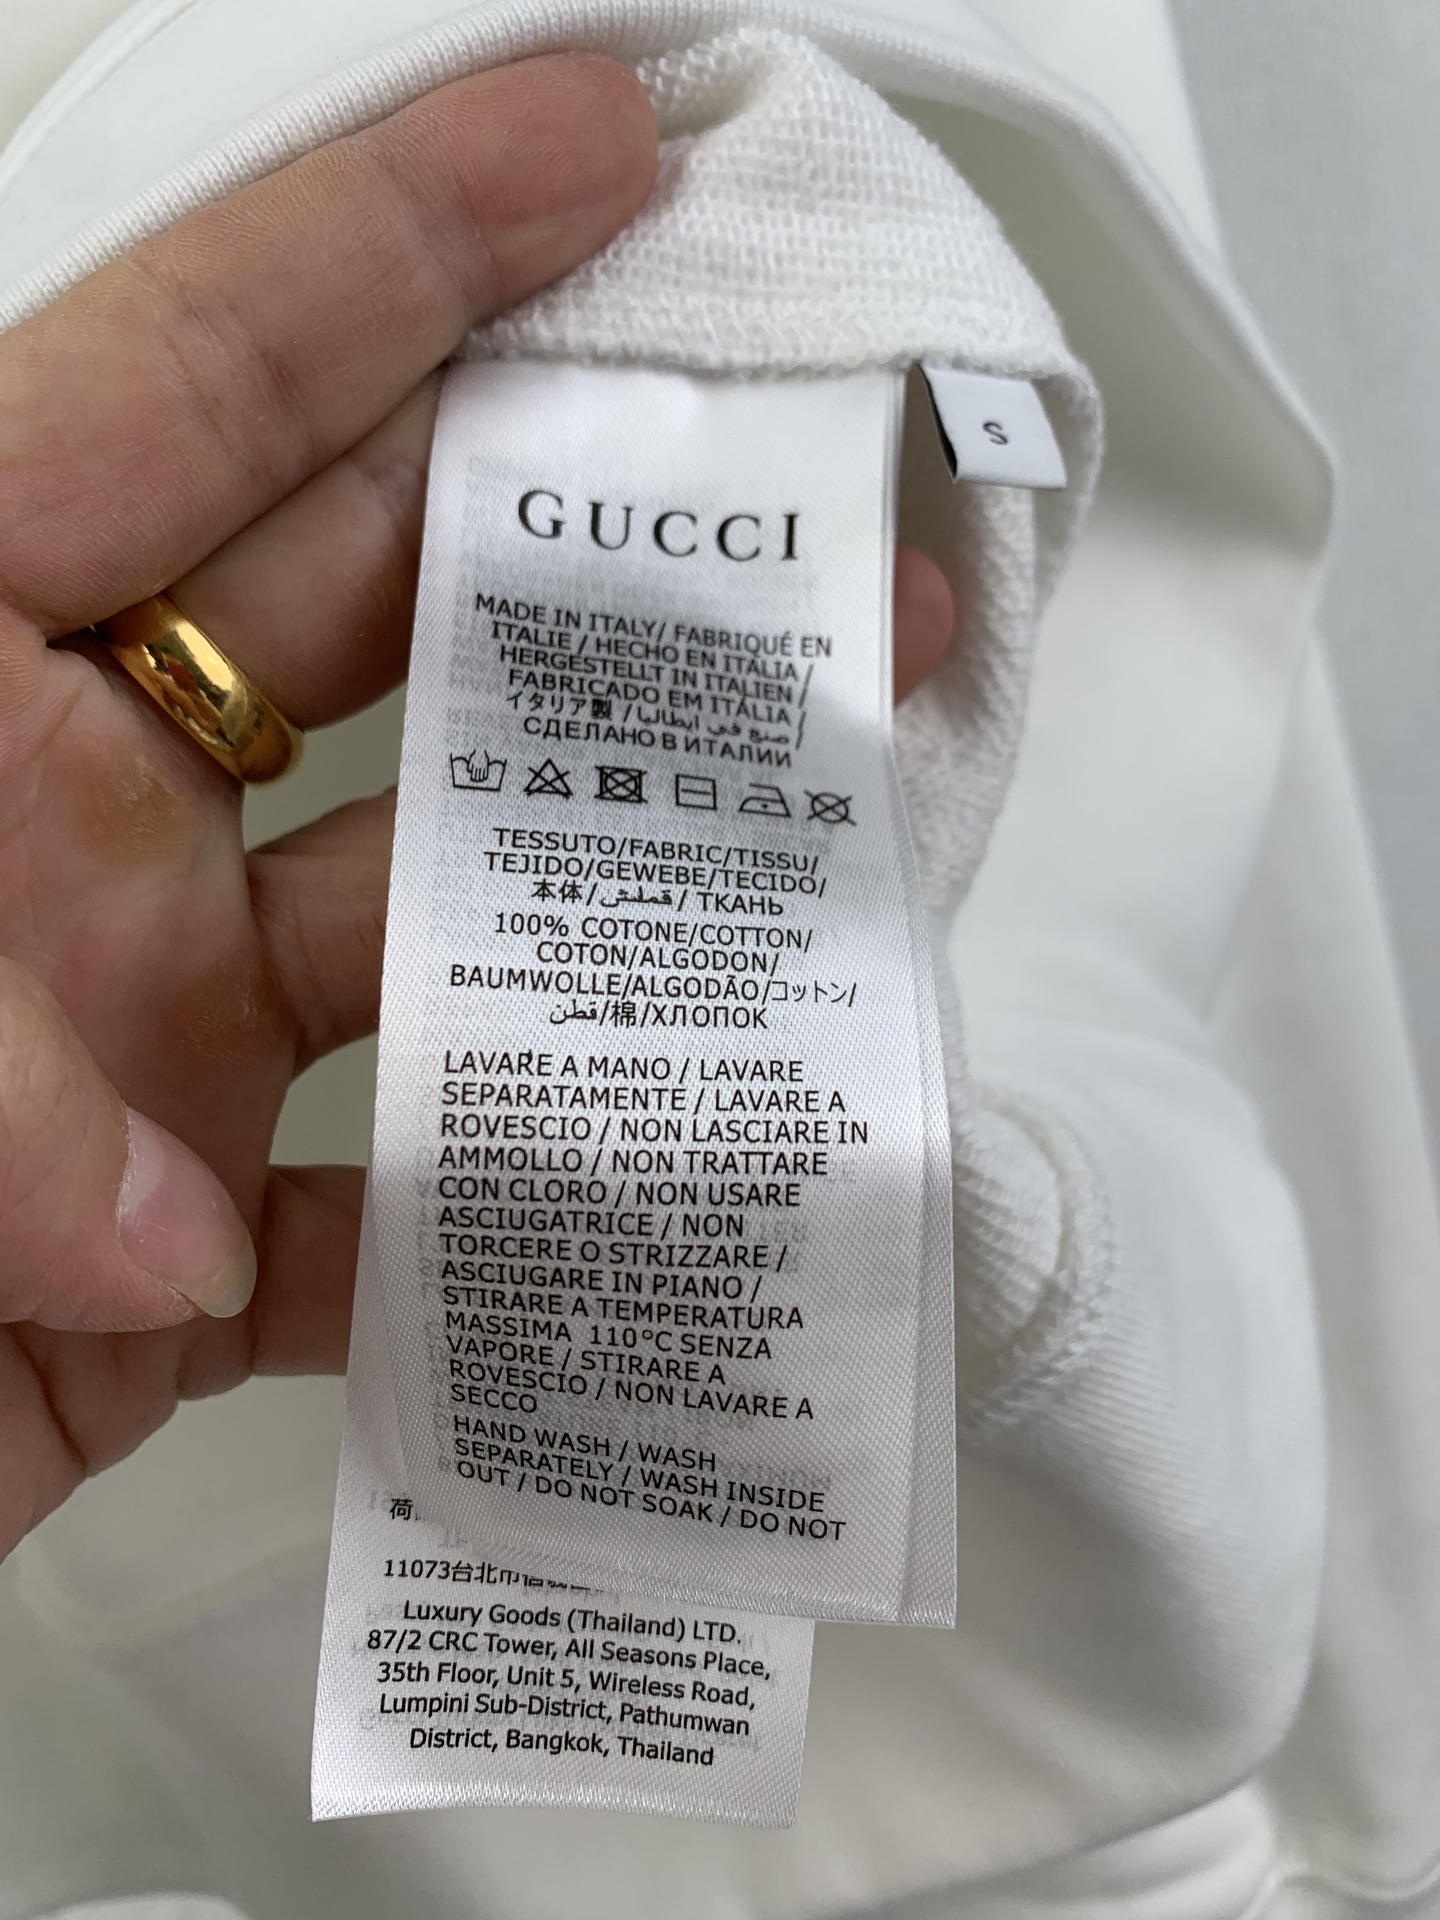 S
GUCCI
MADE IN ITALY/ FABRIQUÉ EN
ITALIE / HECHO EN ITALIA /
HERGESTELLT IN ITALIEN /
FABRICADO EM ITÁLIA /
イタリア製 / صنع في ايطاليا /
СДЕЛАНО В ИТАЛИИ
TESSUTO/FABRIC/TISSU/
TEJIDO/GEWEBE/TECIDO/
本体/ / ТКАНЬ
100% COTONE/COTTON/
COTON/ALGODON/
BAUMWOLLE/ALGODÃO/コットン/
قطن/棉/ХЛОПОК
LAVARE A MANO / LAVARE
SEPARATAMENTE / LAVARE A
ROVESCIO / NON LASCIARE IN
AMMOLLO / NON TRATTARE
CON CLORO / NON USARE
ASCIUGATRICE / NON
TORCERE O STRIZZARE /
ASCIUGARE IN PIANO /
STIRARE A TEMPERATURA
MASSIMA 110°C SENZA
VAPORE / STIRARE A
ROVESCIO / NON LAVARE A
SECCO
HAND WASH / WASH
SEPARATELY / WASH INSIDE
OUT / DO NOT SOAK / DO NOT
荷
11073台北市信義
Luxury Goods (Thailand) LTD.
87/2 CRC Tower, All Seasons Place,
35th Floor, Unit 5, Wireless Road,
Lumpini Sub-District, Pathumwan
District, Bangkok, Thailand